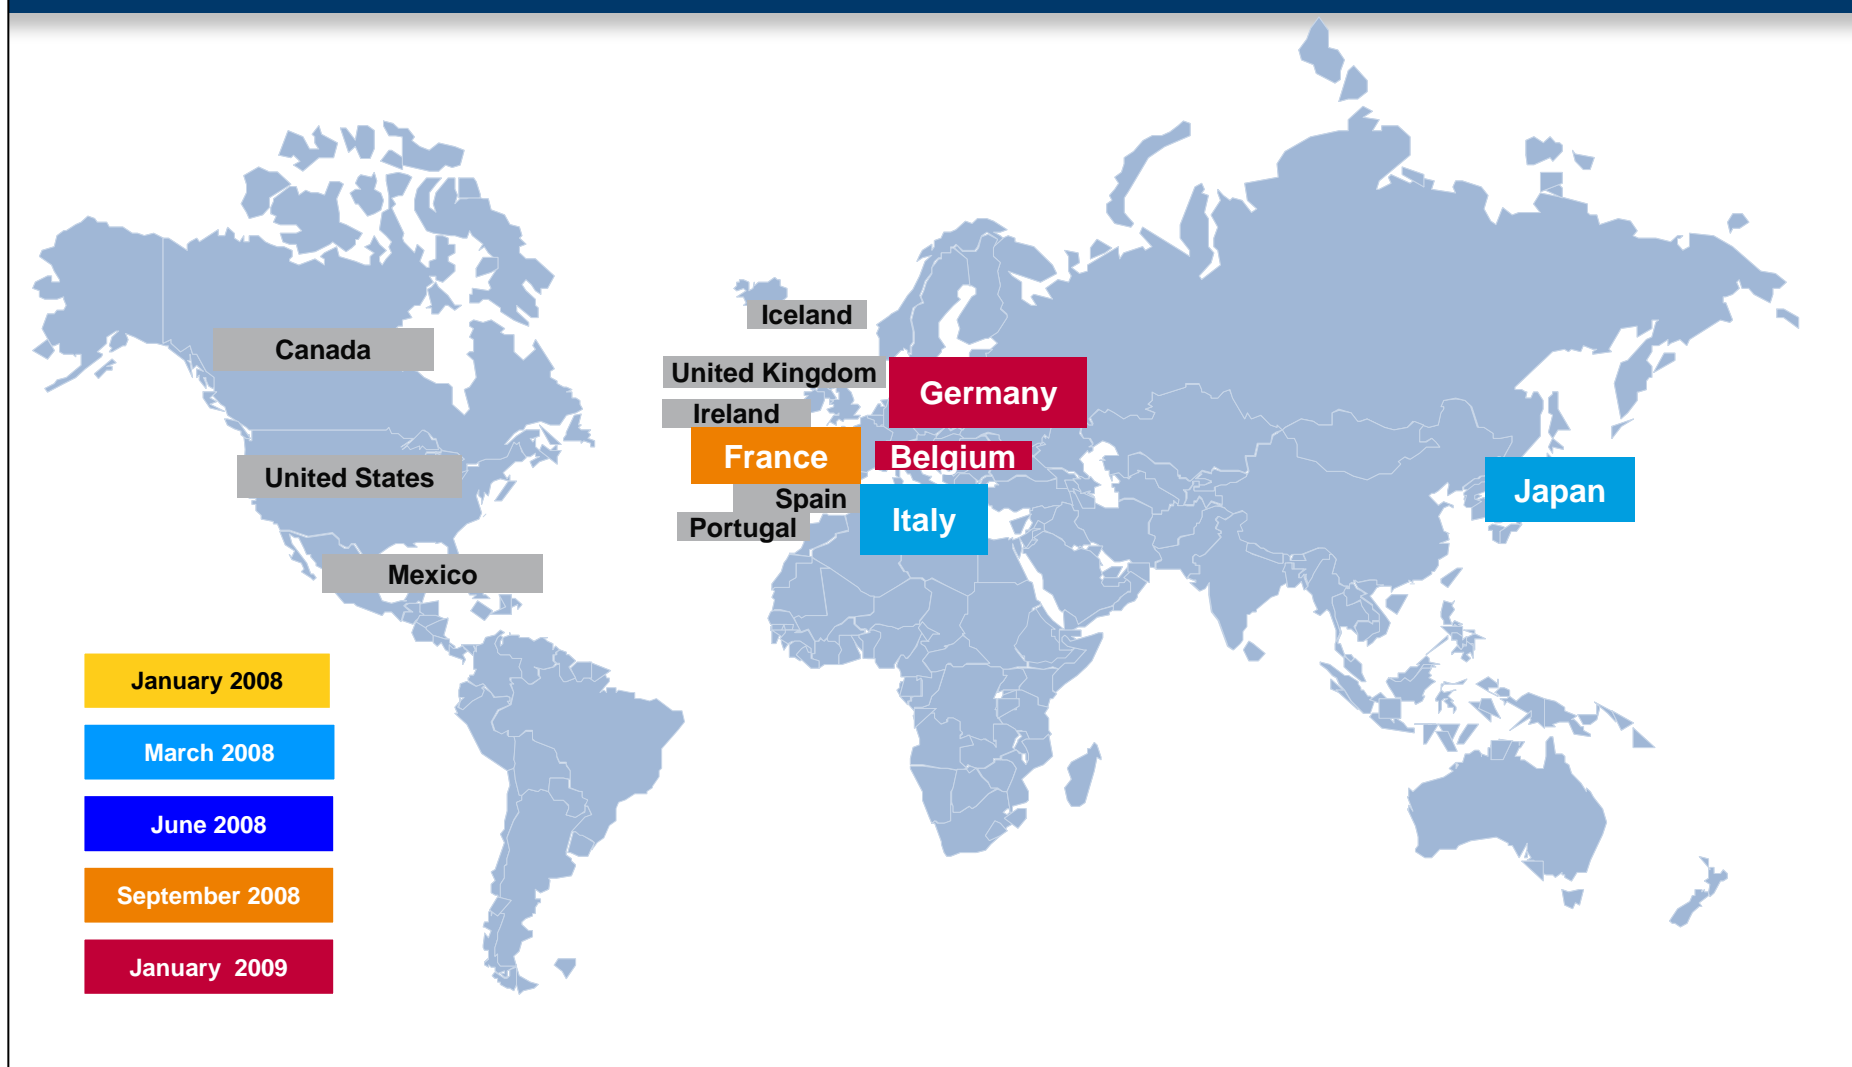 Iceland
Canada
United Kingdom
Germany
Ireland
France
Belgium
United States
Spain
Japan
Portugal
Italy
Mexico
January 2008
March 2008
June 2008
September 2008
January  2009